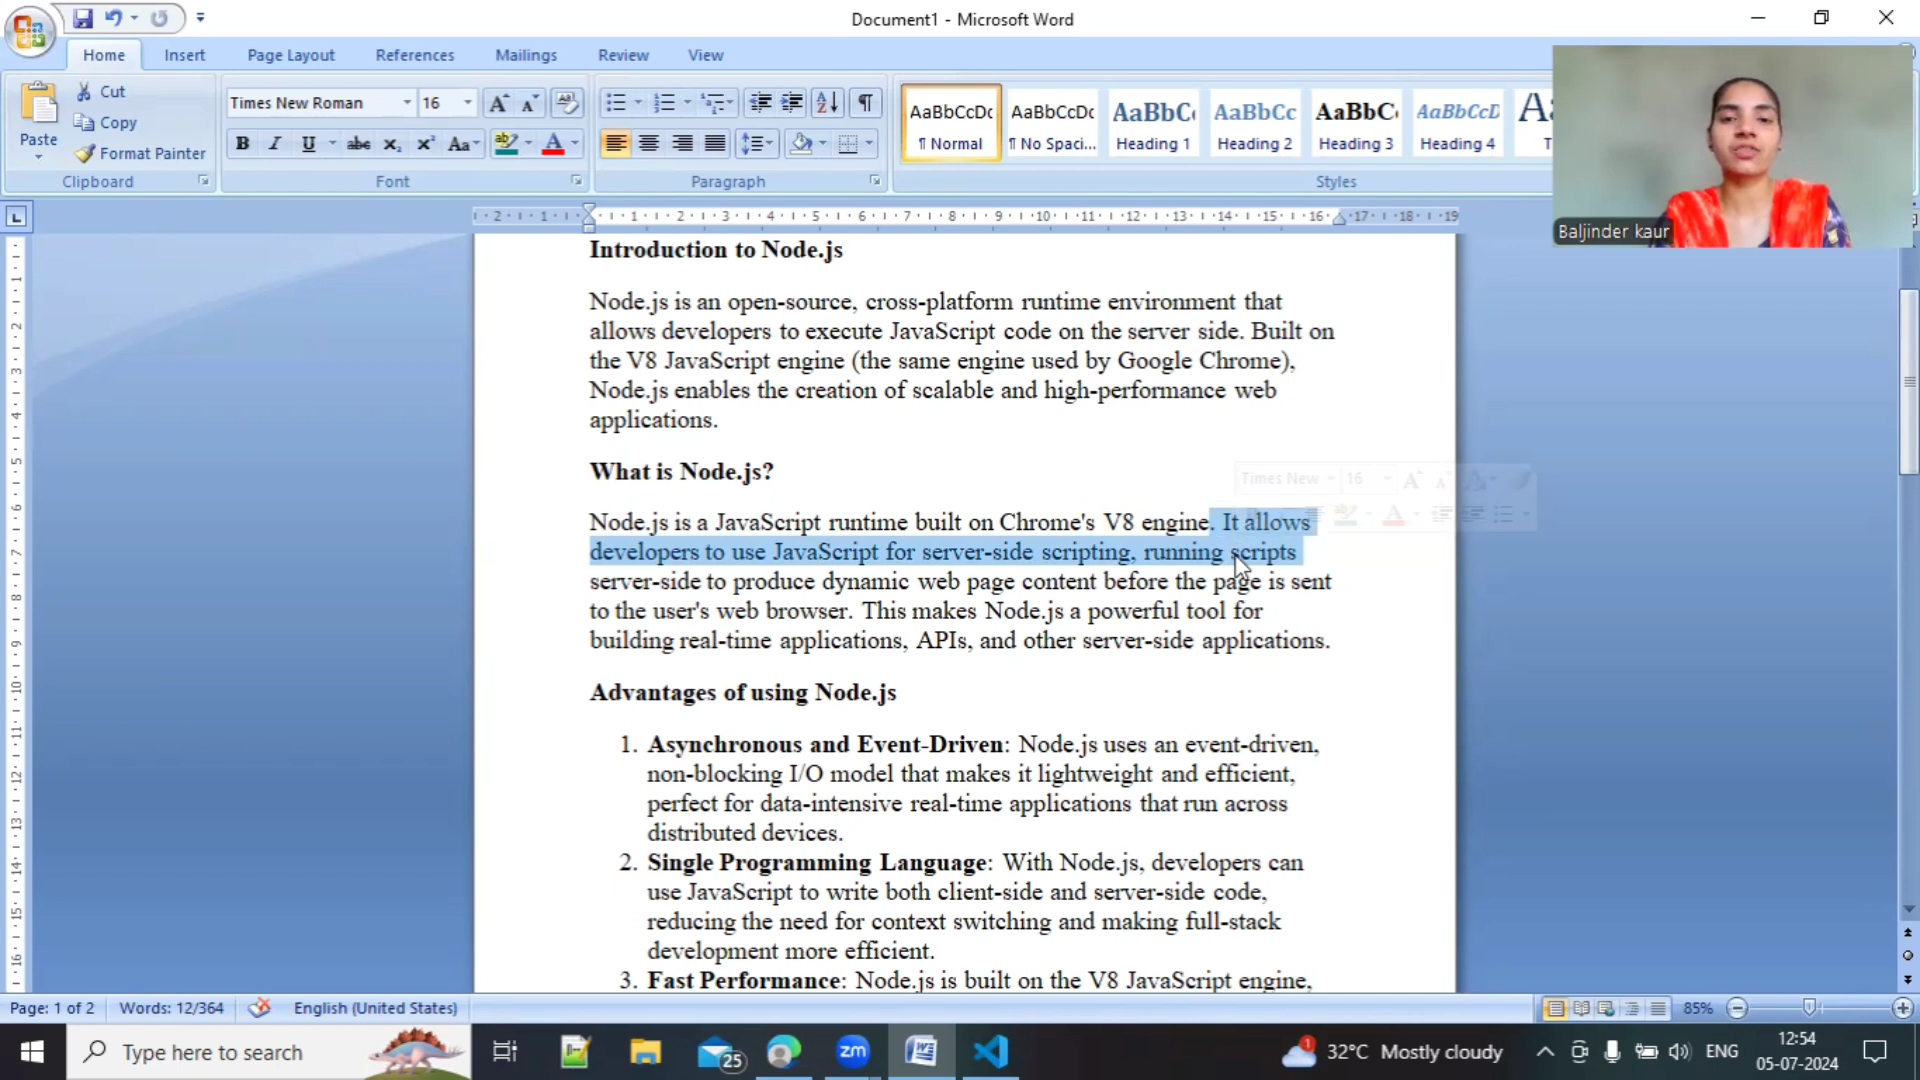 Document1 - Microsoft Word
Home Insert Page Layout References Mailings Review View
Paste
Cut
Copy
Format Painter
Clipboard
Times New Roman 16
Font
Paragraph
AaBbCcDc AaBbCcDc AaBbC AaBbCc AaBbC AaBbCcD
¶ Normal ¶ No Spaci... Heading 1 Heading 2 Heading 3 Heading 4
Styles
Baljinder kaur
Introduction to Node.js
Node.js is an open-source, cross-platform runtime environment that
allows developers to execute JavaScript code on the server side. Built on
the V8 JavaScript engine (the same engine used by Google Chrome),
Node.js enables the creation of scalable and high-performance web
applications.
What is Node.js?
Times New 16
Node.js is a JavaScript runtime built on Chrome's V8 engine. It allows
developers to use JavaScript for server-side scripting, running scripts
server-side to produce dynamic web page content before the page is sent
to the user's web browser. This makes Node.js a powerful tool for
building real-time applications, APIs, and other server-side applications.
Advantages of using Node.js
1. Asynchronous and Event-Driven: Node.js uses an event-driven,
non-blocking I/O model that makes it lightweight and efficient,
perfect for data-intensive real-time applications that run across
distributed devices.
2. Single Programming Language: With Node.js, developers can
use JavaScript to write both client-side and server-side code,
reducing the need for context switching and making full-stack
development more efficient.
3. Fast Performance: Node.js is built on the V8 JavaScript engine,
Page: 1 of 2 Words: 12/364 English (United States) 85%
Type here to search
25
zm
1
32°C Mostly cloudy
ENG
12:54
05-07-2024